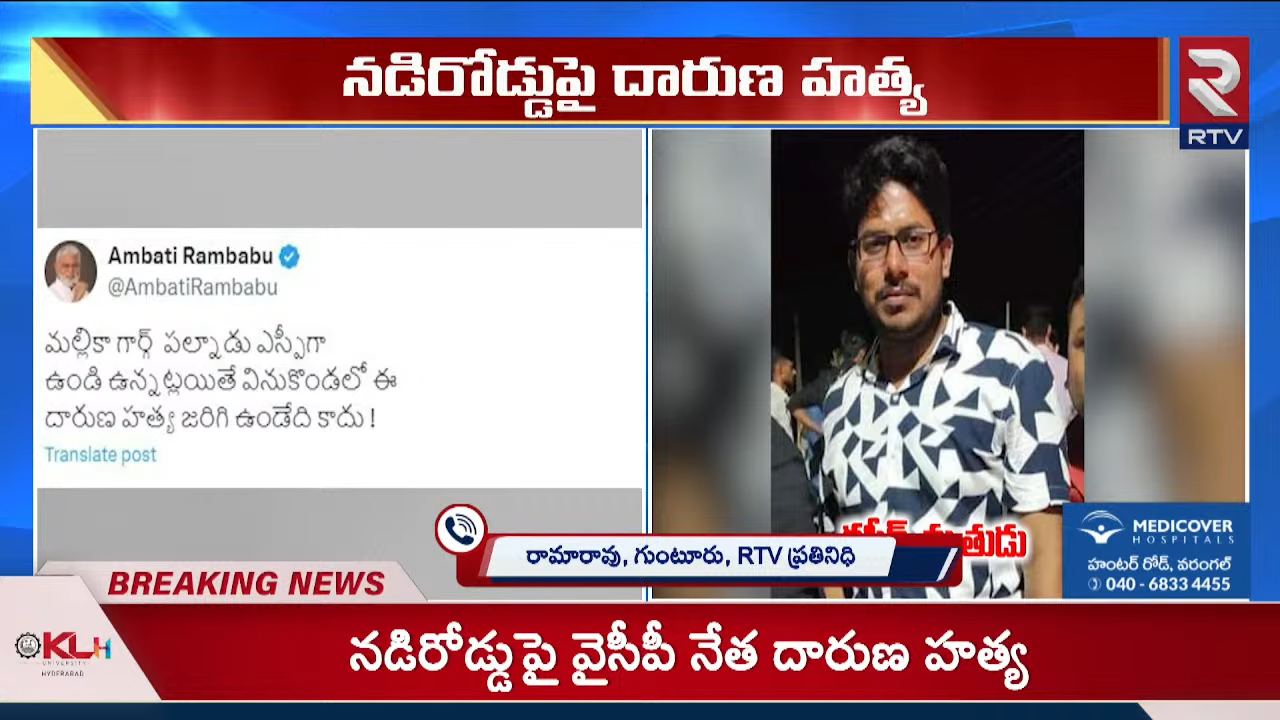 నడిరోడ్డుపై దారుణ హత్య
RTV
Ambati Rambabu
@AmbatiRambabu
మల్లికా గార్గ్ పల్నాడు ఎస్పీగా
ఉండి ఉన్నట్లయితే వినుకొండలో ఈ
దారుణ హత్య జరిగి ఉండేది కాదు !
Translate post
రామారావు, గుంటూరు, RTV ప్రతినిధి
MEDICOVER
HOSPITALS
హంటర్ రోడ్, వరంగల్
040 - 6833 4455
BREAKING NEWS
నడిరోడ్డుపై వైసీపీ నేత దారుణ హత్య
KLH
UNIVERSITY
HYDERABAD